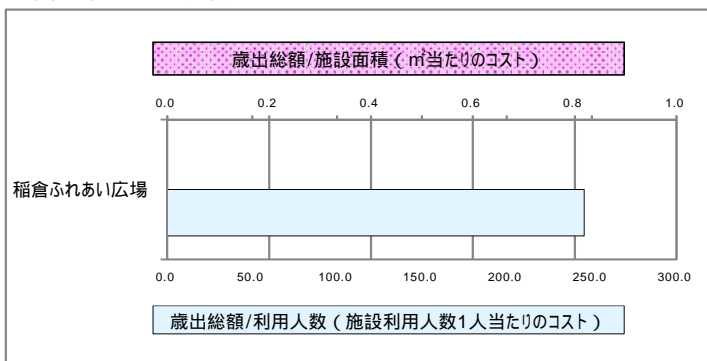 歳出総額/施設面積（㎡当たりのコスト）
0.0 0.2 0.4 0.6 0.8 1.0
稲倉ふれあい広場
0.0 50.0 100.0 150.0 200.0 250.0 300.0
歳出総額/利用人数（施設利用人数1人当たりのコスト）